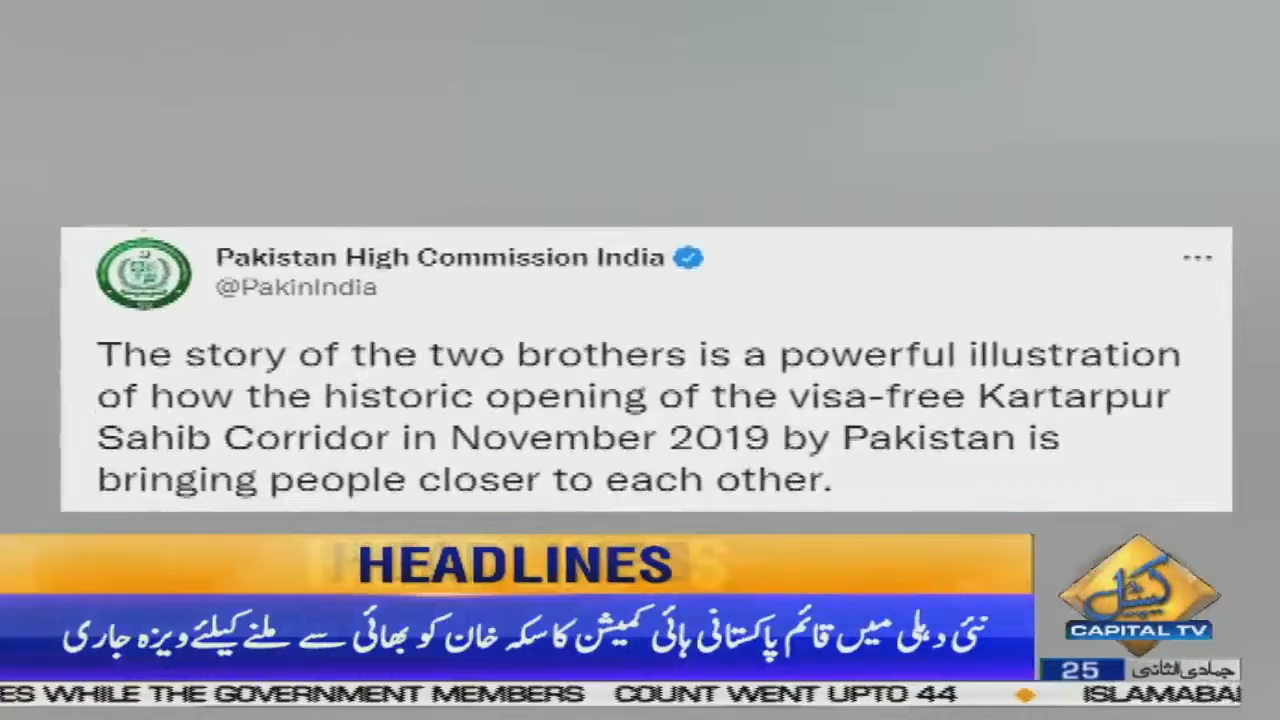 Pakistan High Commission India
@PakinIndia
The story of the two brothers is a powerful illustration
of how the historic opening of the visa-free Kartarpur
Sahib Corridor in November 2019 by Pakistan is
bringing people closer to each other.
HEADLINES
نئی دہلی میں قائم پاکستانی ہائی کمیشن کا سکہ خان کو بھائی سے ملنے کیلئے ویزہ جاری
کیپیٹل
CAPITAL TV
25 جمادی الثانی
ES WHILE THE GOVERNMENT MEMBERS COUNT WENT UPTO 44 ISLAMABA